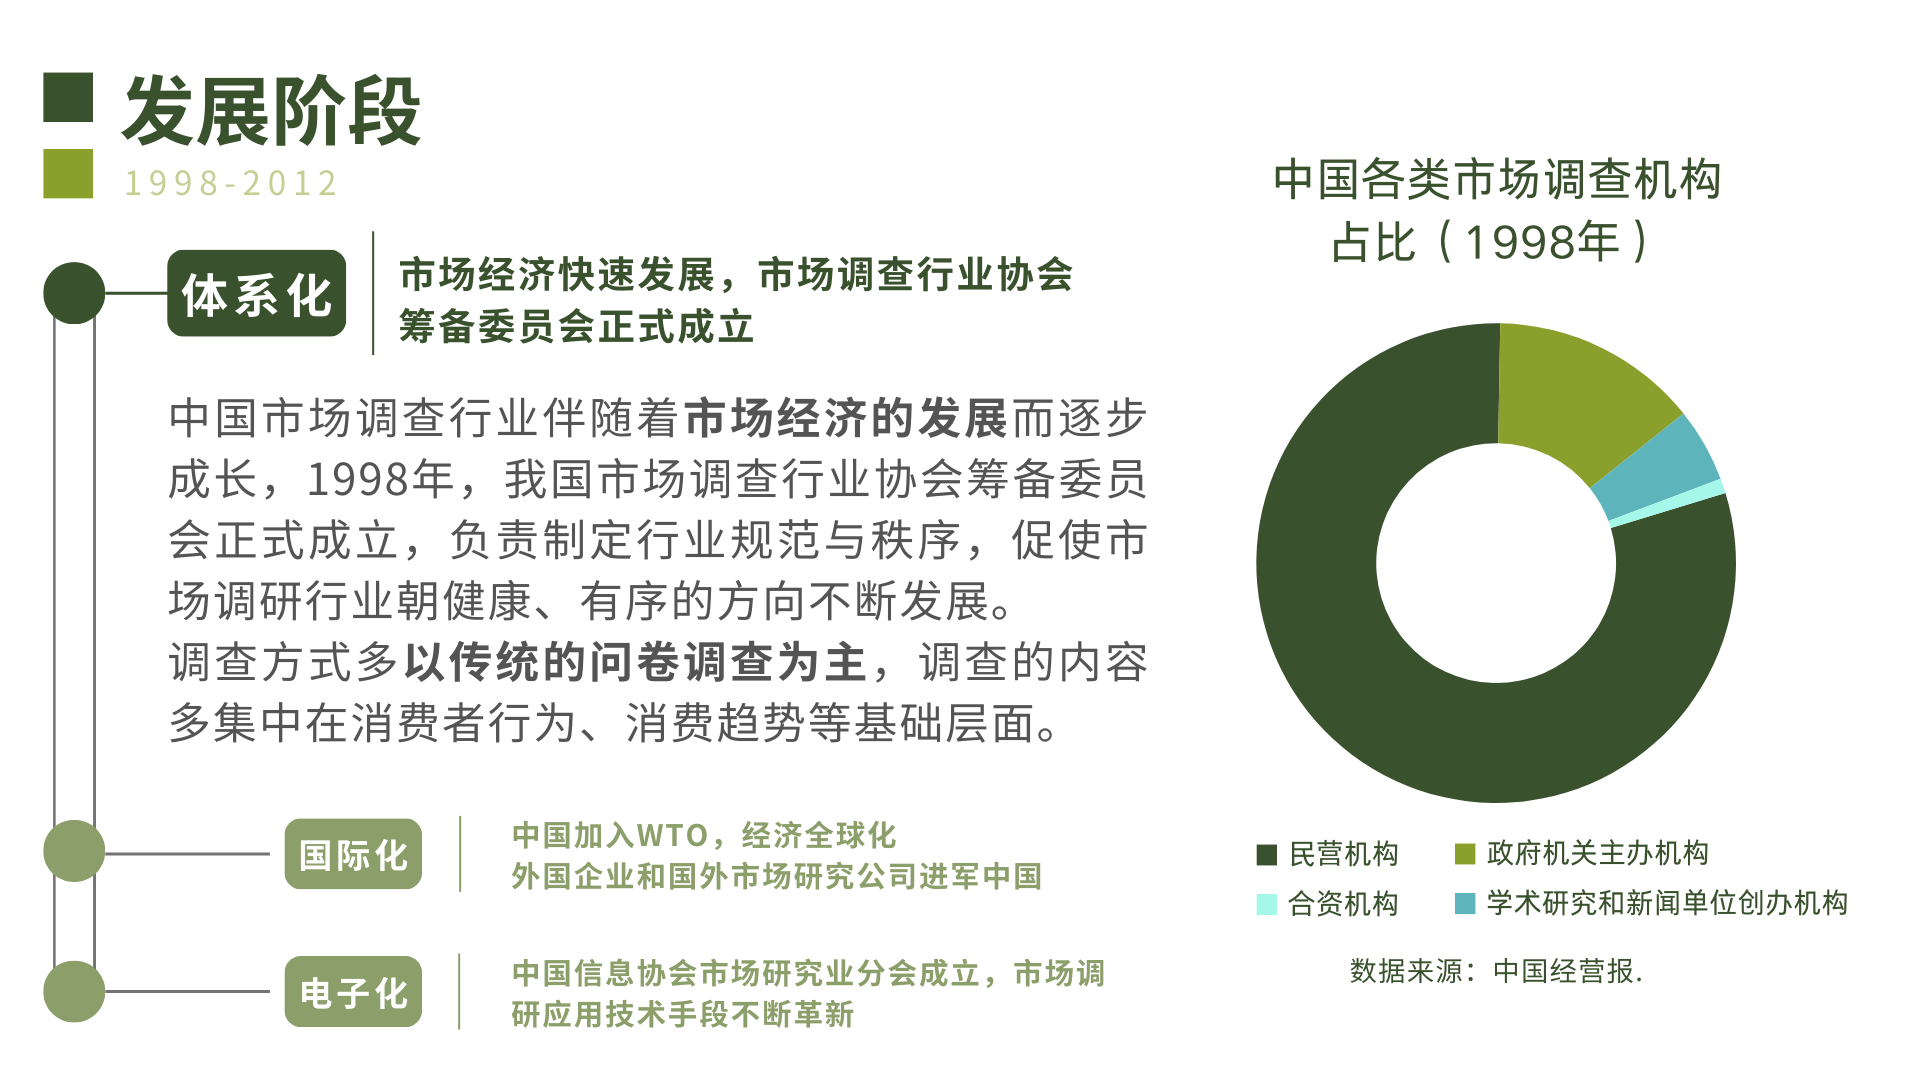 发展阶段
1998-2012
体系化
市场经济快速发展，市场调查行业协会
筹备委员会正式成立
中国市场调查行业伴随着市场经济的发展而逐步
成长，1998年，我国市场调查行业协会筹备委员
会正式成立，负责制定行业规范与秩序，促使市
场调研行业朝健康、有序的方向不断发展。
调查方式多以传统的问卷调查为主，调查的内容
多集中在消费者行为、消费趋势等基础层面。
国际化
中国加入WTO，经济全球化
外国企业和国外市场研究公司进军中国
电子化
中国信息协会市场研究业分会成立，市场调
研应用技术手段不断革新
中国各类市场调查机构
占比（1998年）
民营机构
政府机关主办机构
合资机构
学术研究和新闻单位创办机构
数据来源：中国经营报.